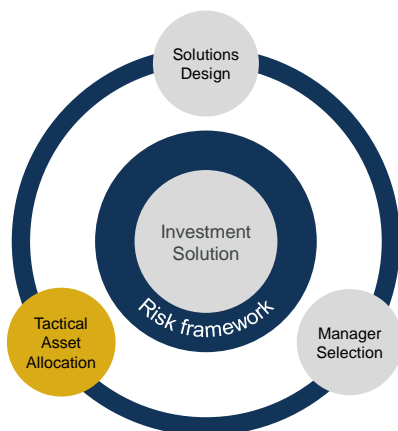 Solutions
Design
Investment
Solution
Risk framework
Tactical
Asset
Allocation
Manager
Selection